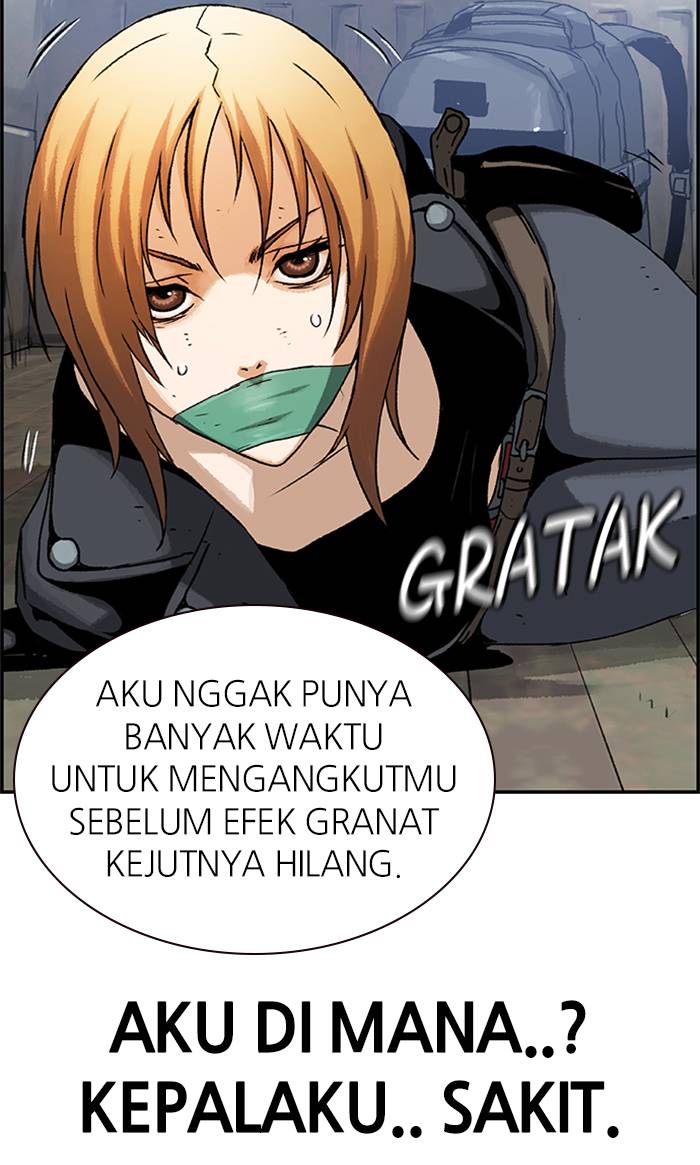 GRATAK
AKU NGGAK PUNYA
BANYAK WAKTU
UNTUK MENGANGKUTMU
SEBELUM EFEK GRANAT
KEJUTNYA HILANG.
AKU DI MANA..?
KEPALAKU.. SAKIT.